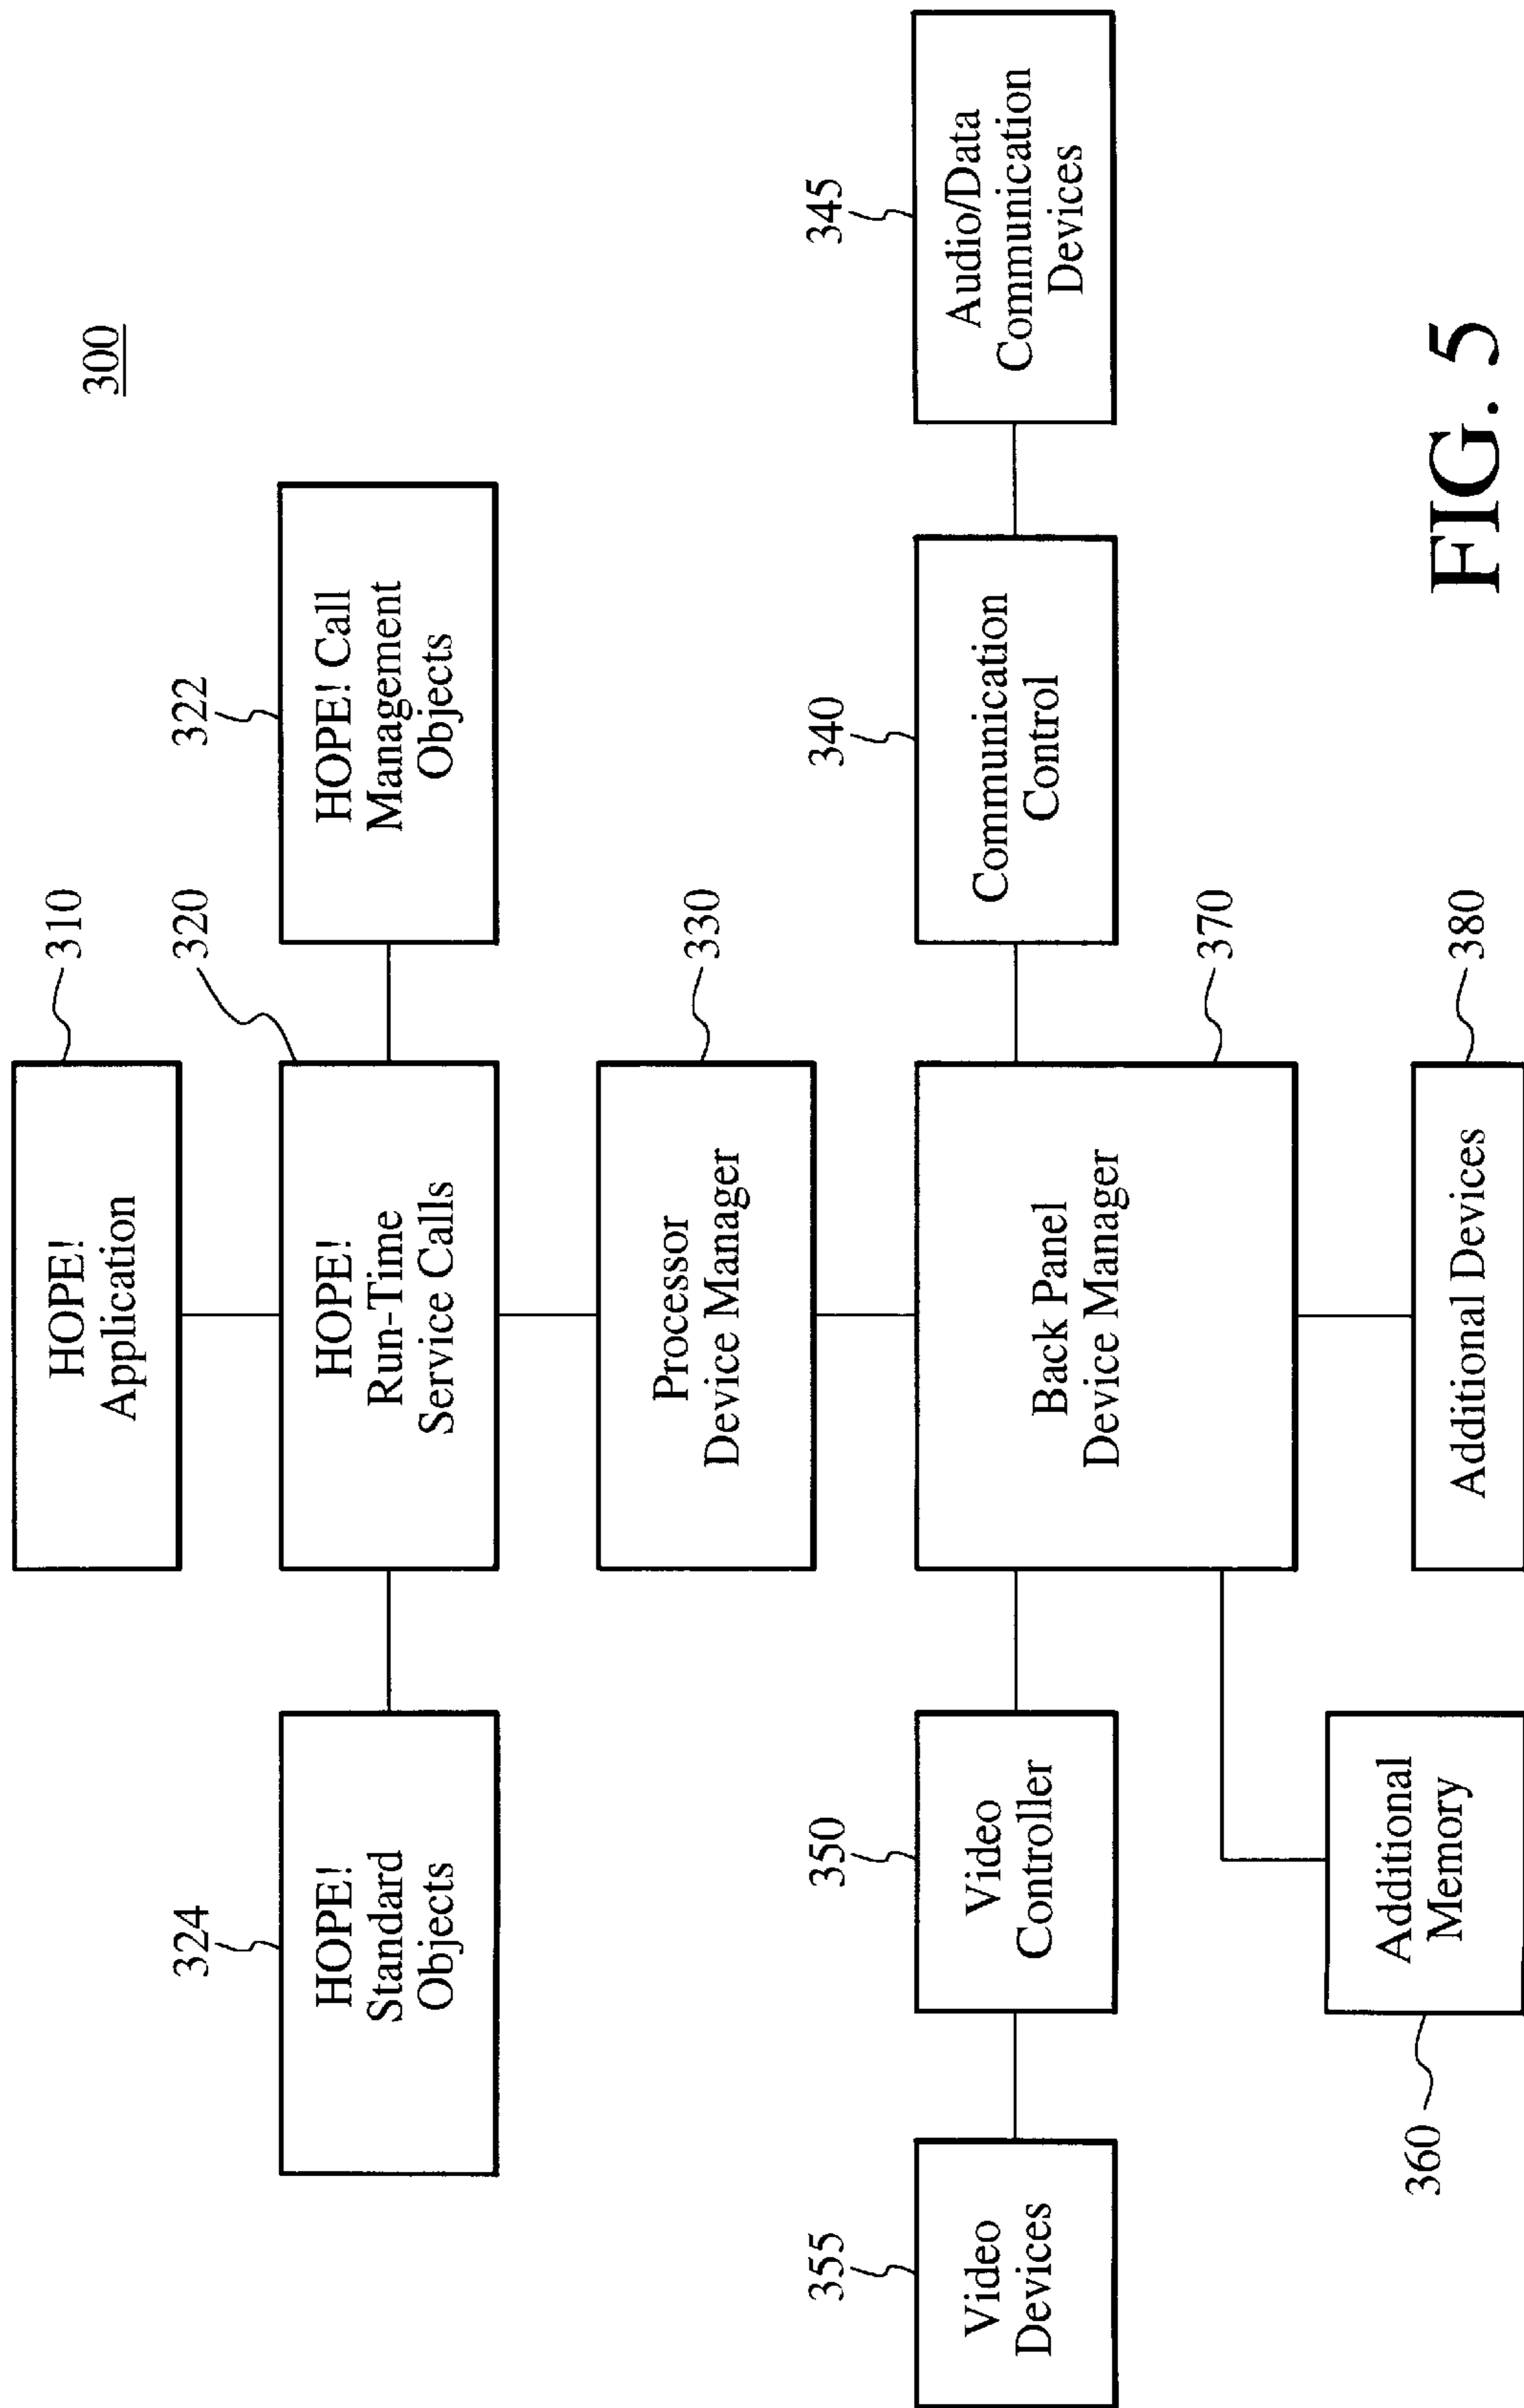 300
HOPE!
Application
310
HOPE!
Standard
Objects
324
HOPE!
Run-Time
Service Calls
320
HOPE! Call
Management
Objects
322
Processor
Device Manager
330
Video
Devices
355
Video
Controller
350
Back Panel
Device Manager
370
Communication
Control
340
Audio/Data
Communication
Devices
345
Additional
Memory
360
Additional Devices
380
FIG. 5